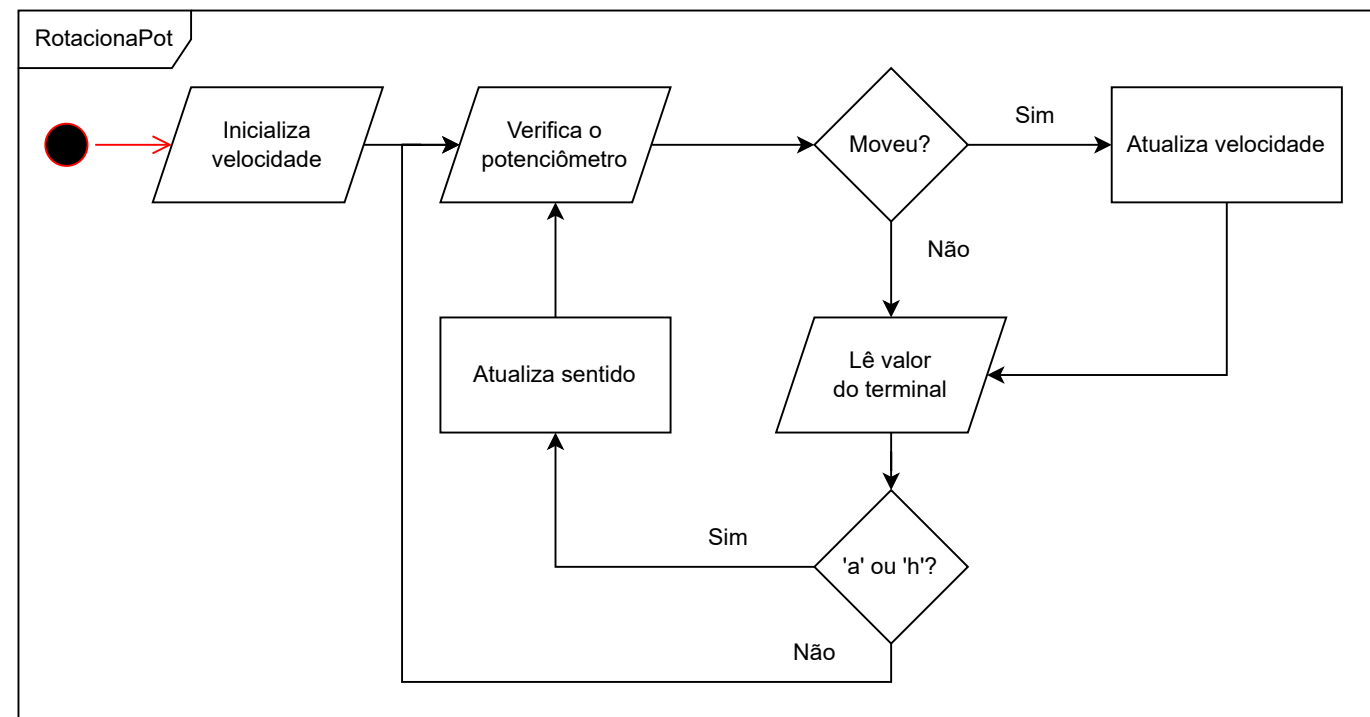 RotacionaPot
Inicializa
velocidade
Verifica o
potenciômetro
Moveu?
Sim
Atualiza velocidade
Não
Atualiza sentido
Lê valor
do terminal
Sim
'a' ou 'h'?
Não